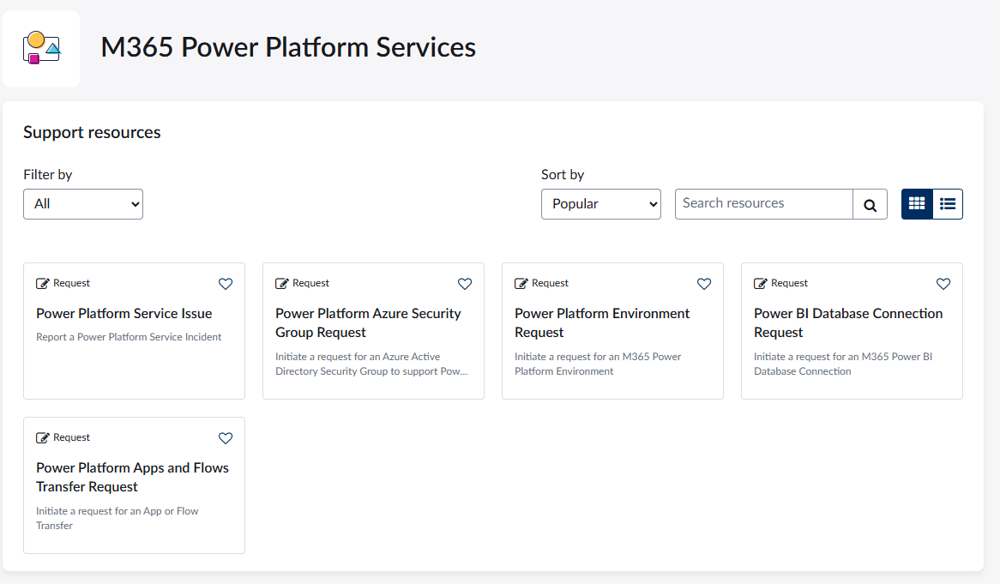 M365 Power Platform Services
Support resources
Filter by
Sort by
All
Popular
Search resources
Request
Power Platform Service Issue
Report a Power Platform Service Incident
Request
Power Platform Azure Security
Group Request
Initiate a request for an Azure Active
Directory Security Group to support Pow...
Request
Power Platform Environment
Request
Initiate a request for an M365 Power
Platform Environment
Request
Power BI Database Connection
Request
Initiate a request for an M365 Power BI
Database Connection
Request
Power Platform Apps and Flows
Transfer Request
Initiate a request for an App or Flow
Transfer